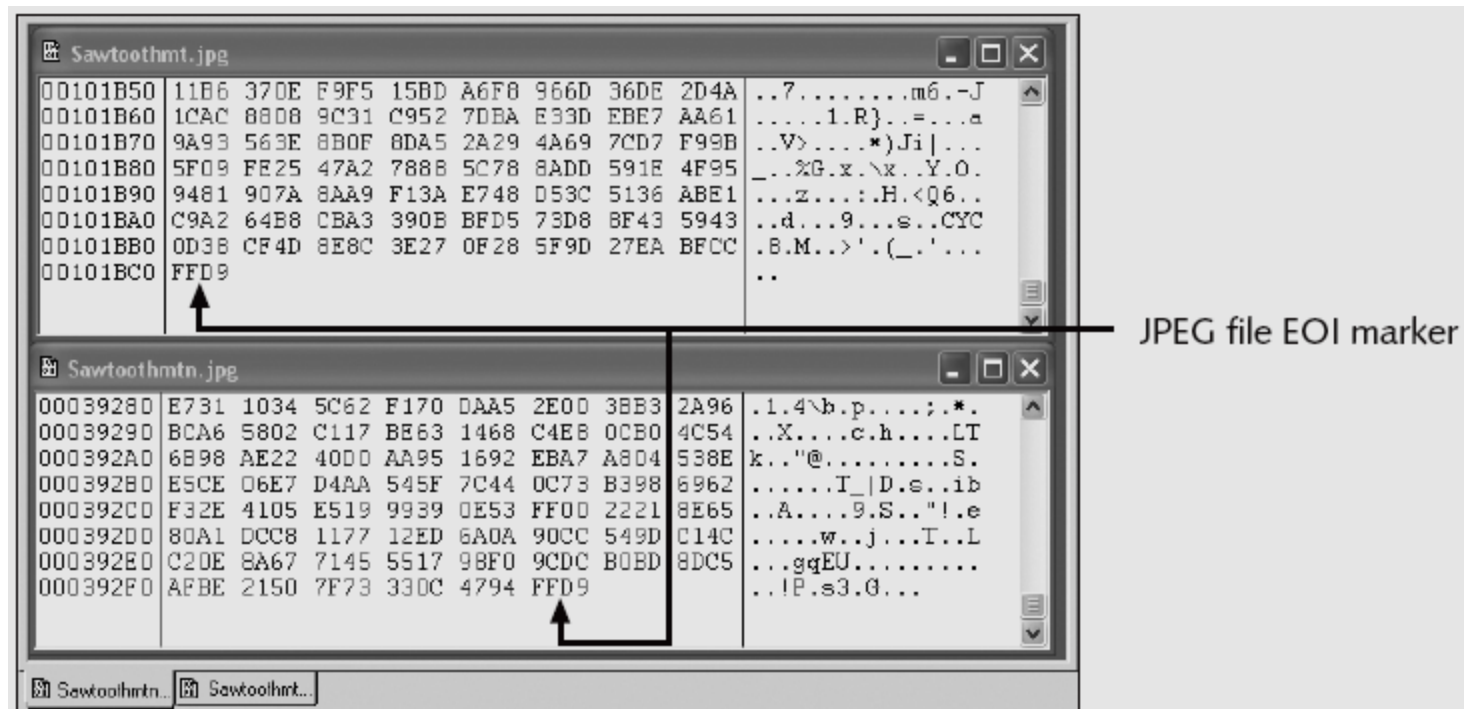 Sawtoothmt.jpg
00101B50 11B6 370E F9F5 15BD A6F8 966D 36DE 2D4A ..7........m6.-J
00101B60 1CAC 8808 9C31 C952 7DBA E33D EBE7 AA61 .....1.R}..=...a
00101B70 9A93 563E 8B0F 8DA5 2A29 4A69 7CD7 F99B ..V>....*)Ji|...
00101B80 5F09 FE25 47A2 7888 5C78 8ADD 591E 4F95 _..%G.x.\x..Y.O.
00101B90 9481 907A 8AA9 F13A E748 D53C 5136 ABE1 ...z...:.H.<Q6..
00101BA0 C9A2 64B8 CBA3 390B BFD5 73D8 8F43 5943 ..d...9...s..CYC
00101BB0 0D38 CF4D 8E8C 3E27 0F28 5F9D 27EA BFCC .8.M..>'.(_.'...
00101BC0 FFD9 ..
JPEG file EOI marker
Sawtoothmtn.jpg
00039280 E731 1034 5C62 F170 DAA5 2E00 3BB3 2A96 .1.4\b.p....;.*.
00039290 BCA6 5802 C117 BE63 1468 C4E8 0CB0 4C54 ..X....c.h....LT
000392A0 6B98 AE22 40D0 AA95 1692 EBA7 A804 538E k.."@.........S.
000392B0 E5CE 06E7 D4AA 545F 7C44 0C73 B398 6962 ......T_|D.s..ib
000392C0 F32E 4105 E519 9939 0E53 FF00 2221 8E65 ..A....9.S.."!.e
000392D0 80A1 DCC8 1177 12ED 6A0A 90CC 549D C14C .....w..j...T..L
000392E0 C20E 8A67 7145 5517 98F0 9CDC B0BD 8DC5 ...gqEU.........
000392F0 AFBE 2150 7F73 330C 4794 FFD9 ..!P.s3.G...
Sawtoothmtn... Sawtoothmt...